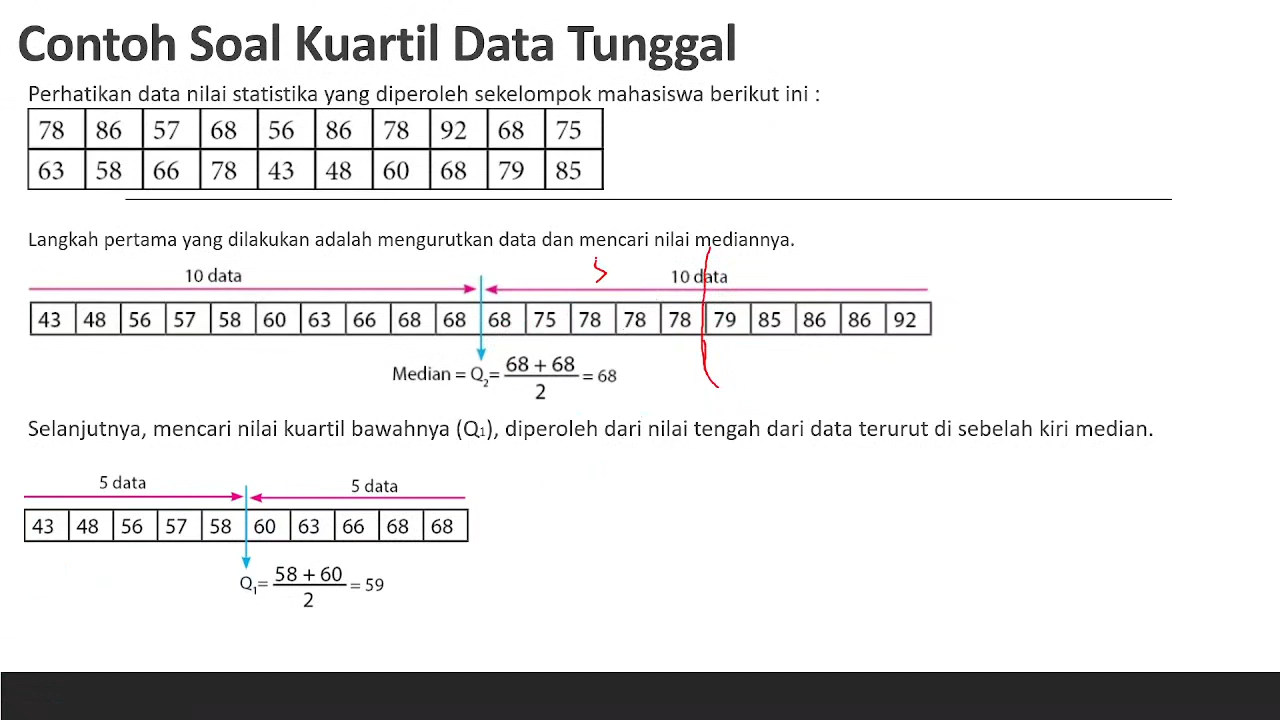 Contoh Soal Kuartil Data Tunggal
Perhatikan data nilai statistika yang diperoleh sekelompok mahasiswa berikut ini :
78 86 57 68 56 86 78 92 68 75
63 58 66 78 43 48 60 68 79 85
Langkah pertama yang dilakukan adalah mengurutkan data dan mencari nilai mediannya.
10 data 10 data
43 48 56 57 58 60 63 66 68 68 68 75 78 78 78 79 85 86 86 92
Median = Q₂ = (68 + 68)/2 = 68
Selanjutnya, mencari nilai kuartil bawahnya (Q₁), diperoleh dari nilai tengah dari data terurut di sebelah kiri median.
5 data 5 data
43 48 56 57 58 60 63 66 68 68
Q₁ = (58 + 60)/2 = 59